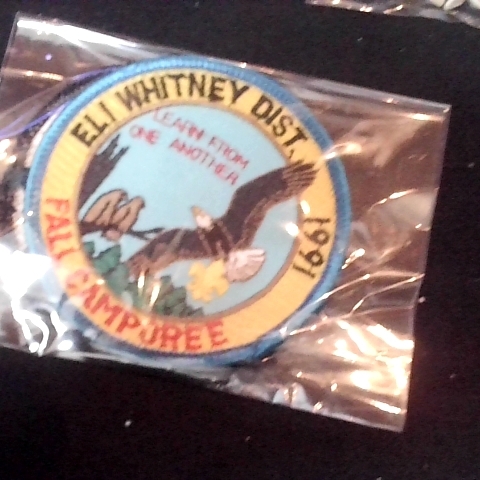 ELI WHITNEY DIST.
1991
LEARN FROM
ONE ANOTHER
FALL CAMPOREE